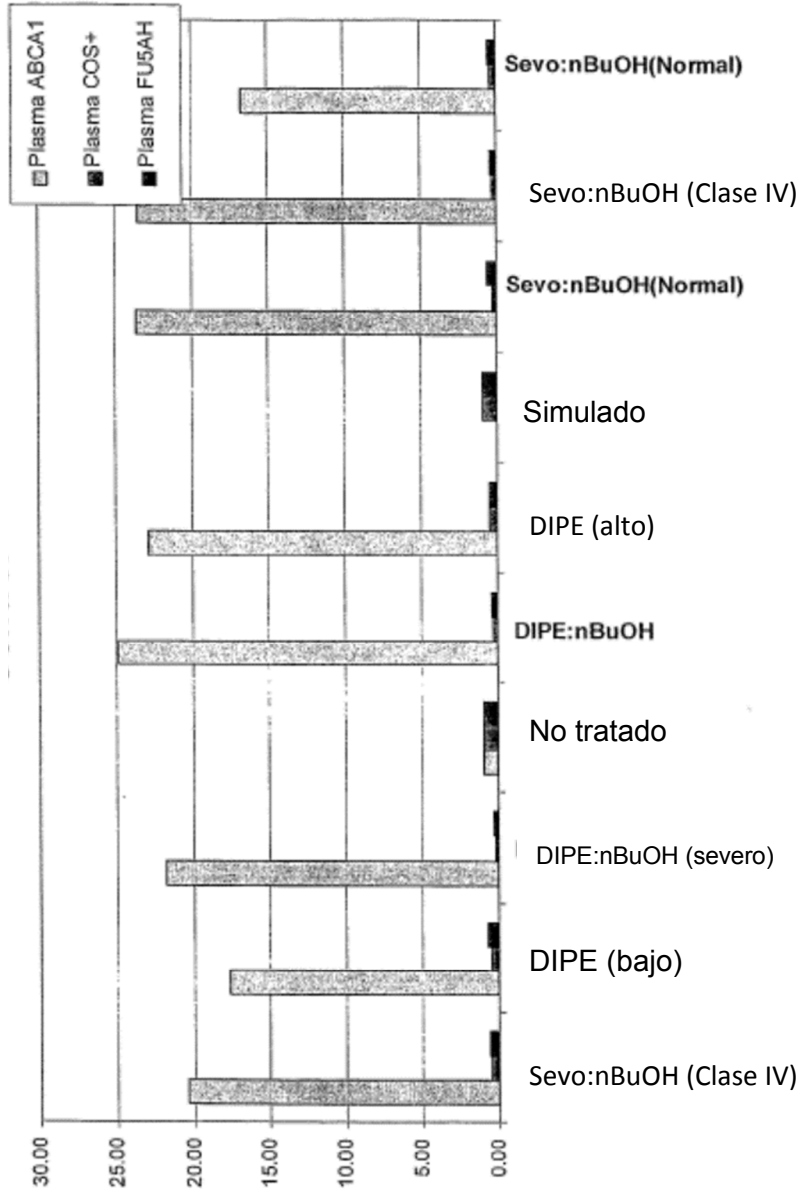 Plasma ABCA1
Plasma COS+
Plasma FU5AH
Sevo:nBuOH(Normal)
Sevo:nBuOH (Clase IV)
Sevo:nBuOH(Normal)
Simulado
DIPE (alto)
DIPE:nBuOH
No tratado
DIPE:nBuOH (severo)
DIPE (bajo)
Sevo:nBuOH (Clase IV)
30.00
25.00
20.00
15.00
10.00
5.00
0.00